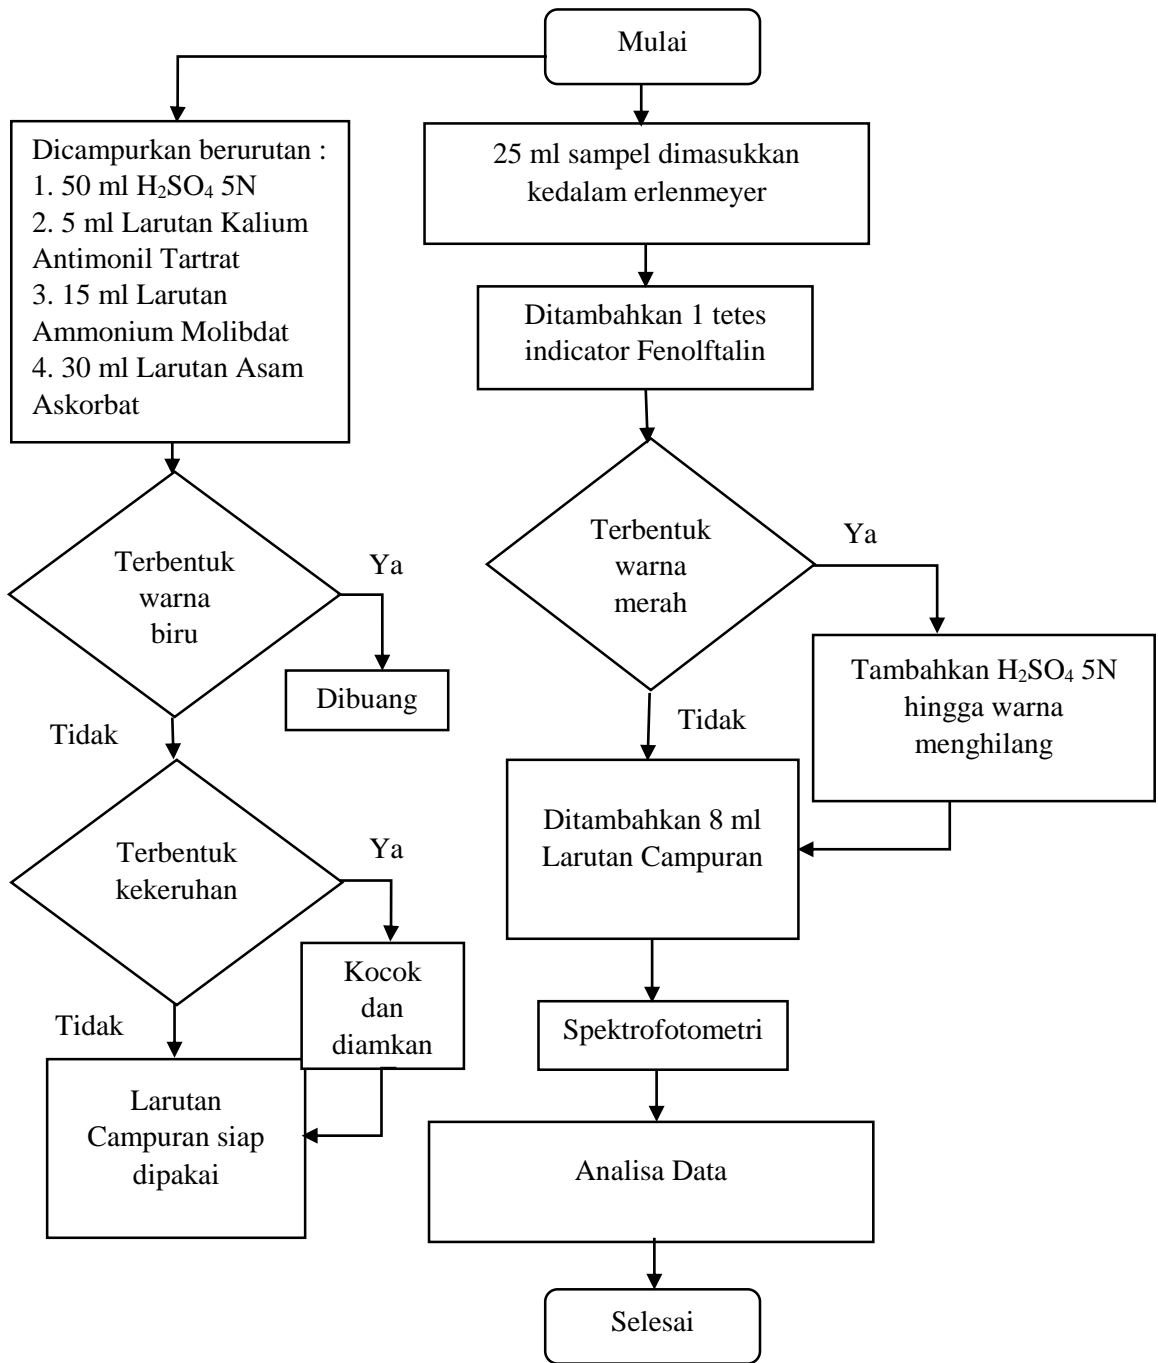 Mulai
Dicampurkan berurutan :
1. 50 ml H₂SO₄ 5N
2. 5 ml Larutan Kalium
Antimonil Tartrat
3. 15 ml Larutan
Ammonium Molibdat
4. 30 ml Larutan Asam
Askorbat
25 ml sampel dimasukkan
kedalam erlenmeyer
Ditambahkan 1 tetes
indicator Fenolftalin
Terbentuk
warna
biru
Ya
Dibuang
Tidak
Terbentuk
warna
merah
Ya
Tambahkan H₂SO₄ 5N
hingga warna
menghilang
Tidak
Ditambahkan 8 ml
Larutan Campuran
Terbentuk
kekeruhan
Ya
Kocok
dan
diamkan
Tidak
Larutan
Campuran siap
dipakai
Spektrofotometri
Analisa Data
Selesai